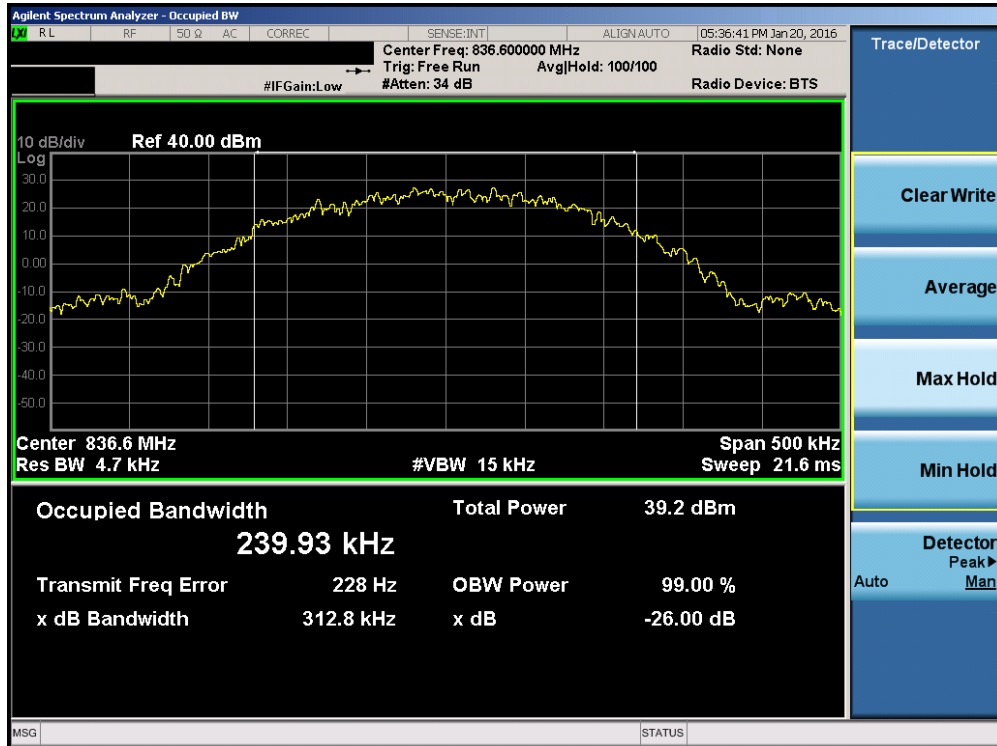 Agilent Spectrum Analyzer - Occupied BW
LXI RL RF 50 Ω AC CORREC SENSE:INT ALIGN AUTO 05:36:41 PM Jan 20, 2016
Center Freq: 836.600000 MHz Radio Std: None
Trig: Free Run Avg|Hold: 100/100
#IFGain:Low #Atten: 34 dB Radio Device: BTS
10 dB/div Ref 40.00 dBm
Log
30.0
20.0
10.0
0.00
-10.0
-20.0
-30.0
-40.0
-50.0
Center 836.6 MHz Span 500 kHz
Res BW 4.7 kHz #VBW 15 kHz Sweep 21.6 ms
Occupied Bandwidth Total Power 39.2 dBm
239.93 kHz
Transmit Freq Error 228 Hz OBW Power 99.00 %
x dB Bandwidth 312.8 kHz x dB -26.00 dB
MSG STATUS
Trace/Detector
Clear Write
Average
Max Hold
Min Hold
Detector
Peak▶
Auto Man